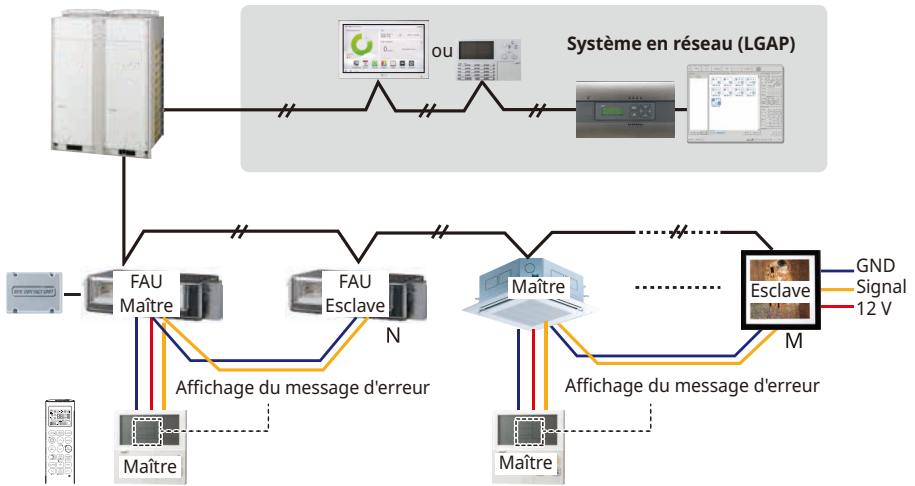 ou
Système en réseau (LGAP)
FAU
Maître
FAU
Esclave
N
Maître
Esclave
M
GND
Signal
12 V
Affichage du message d'erreur
Affichage du message d'erreur
Maître
Maître